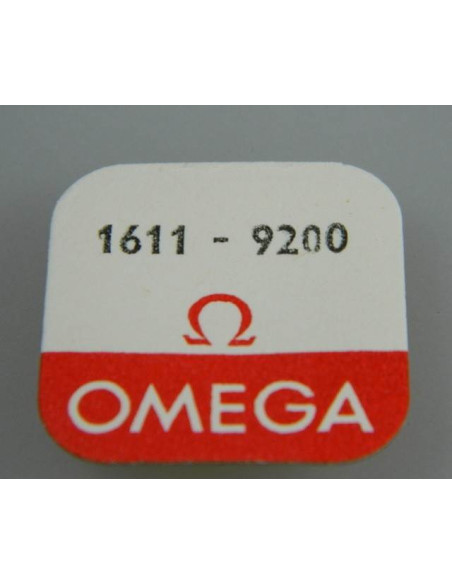 1611 - 9200
Ω
OMEGA